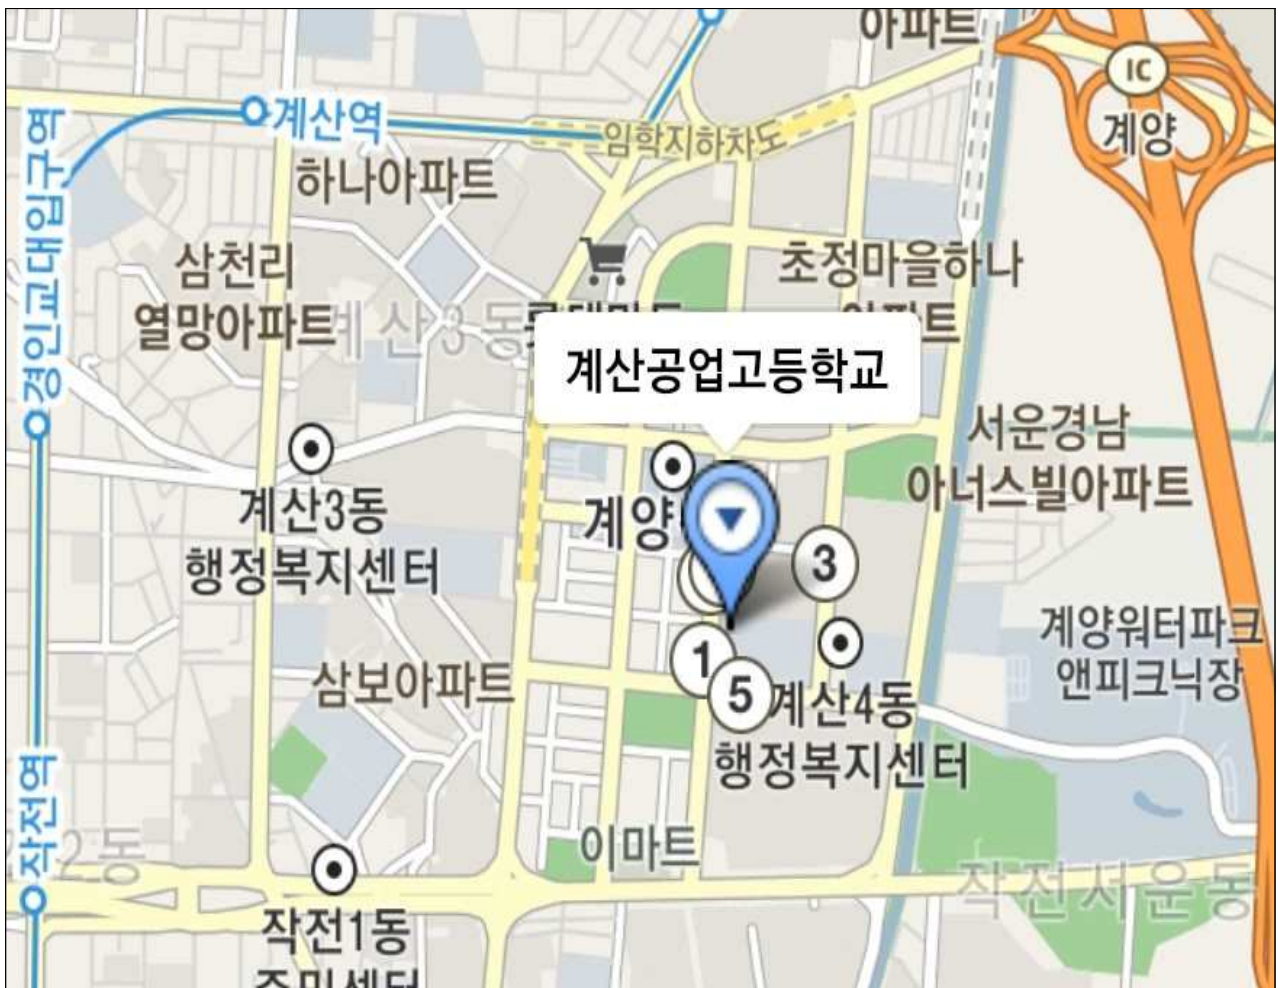 아파트
IC
계양
계산역
임학지하차도
하나아파트
경인교대입구역
삼천리
열망아파트
계산3동
초정마을하나
계산공업고등학교
서운경남
아너스빌아파트
계산3동
행정복지센터
계양
3
1
5
계산4동
행정복지센터
계양워터파크
앤피크닉장
삼보아파트
작전역
이마트
작전서운동
작전1동